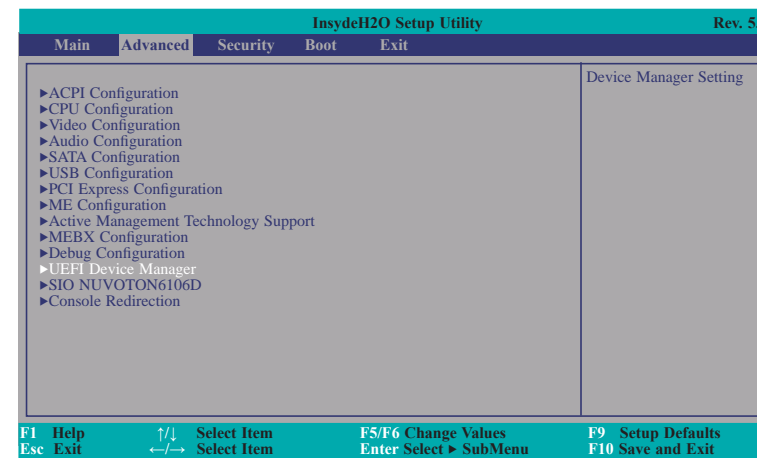 InsydeH2O Setup Utility Rev. 5
Main Advanced Security Boot Exit
Device Manager Setting
▶ACPI Configuration
▶CPU Configuration
▶Video Configuration
▶Audio Configuration
▶SATA Configuration
▶USB Configuration
▶PCI Express Configuration
▶ME Configuration
▶Active Management Technology Support
▶MEBX Configuration
▶Debug Configuration
▶UEFI Device Manager
▶SIO NUVOTON6106D
▶Console Redirection
F1 Help ↑/↓ Select Item F5/F6 Change Values F9 Setup Defaults
Esc Exit ←/→ Select Item Enter Select ▶ SubMenu F10 Save and Exit